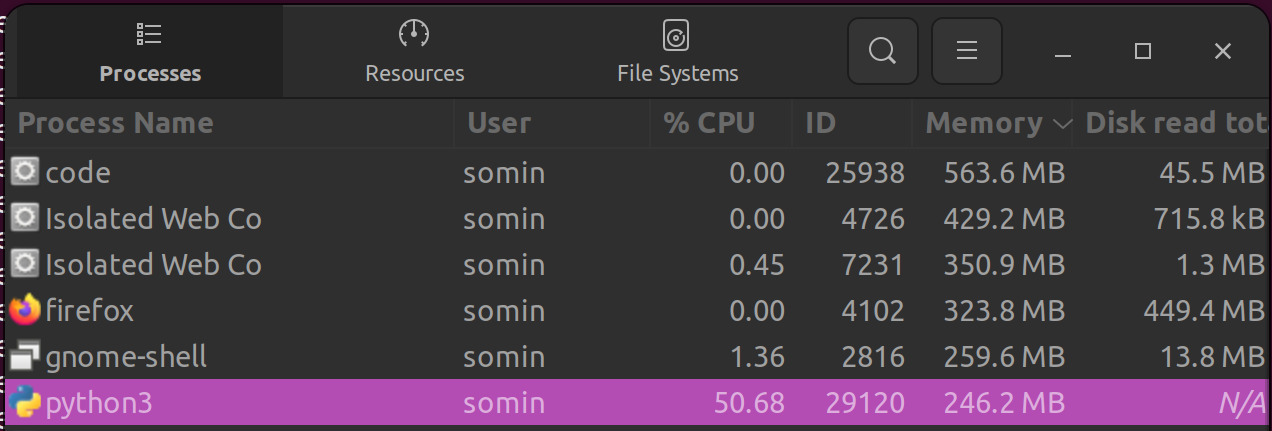 Processes Resources File Systems
Process Name User % CPU ID Memory Disk read tot
code somin 0.00 25938 563.6 MB 45.5 MB
Isolated Web Co somin 0.00 4726 429.2 MB 715.8 kB
Isolated Web Co somin 0.45 7231 350.9 MB 1.3 MB
firefox somin 0.00 4102 323.8 MB 449.4 MB
gnome-shell somin 1.36 2816 259.6 MB 13.8 MB
python3 somin 50.68 29120 246.2 MB N/A